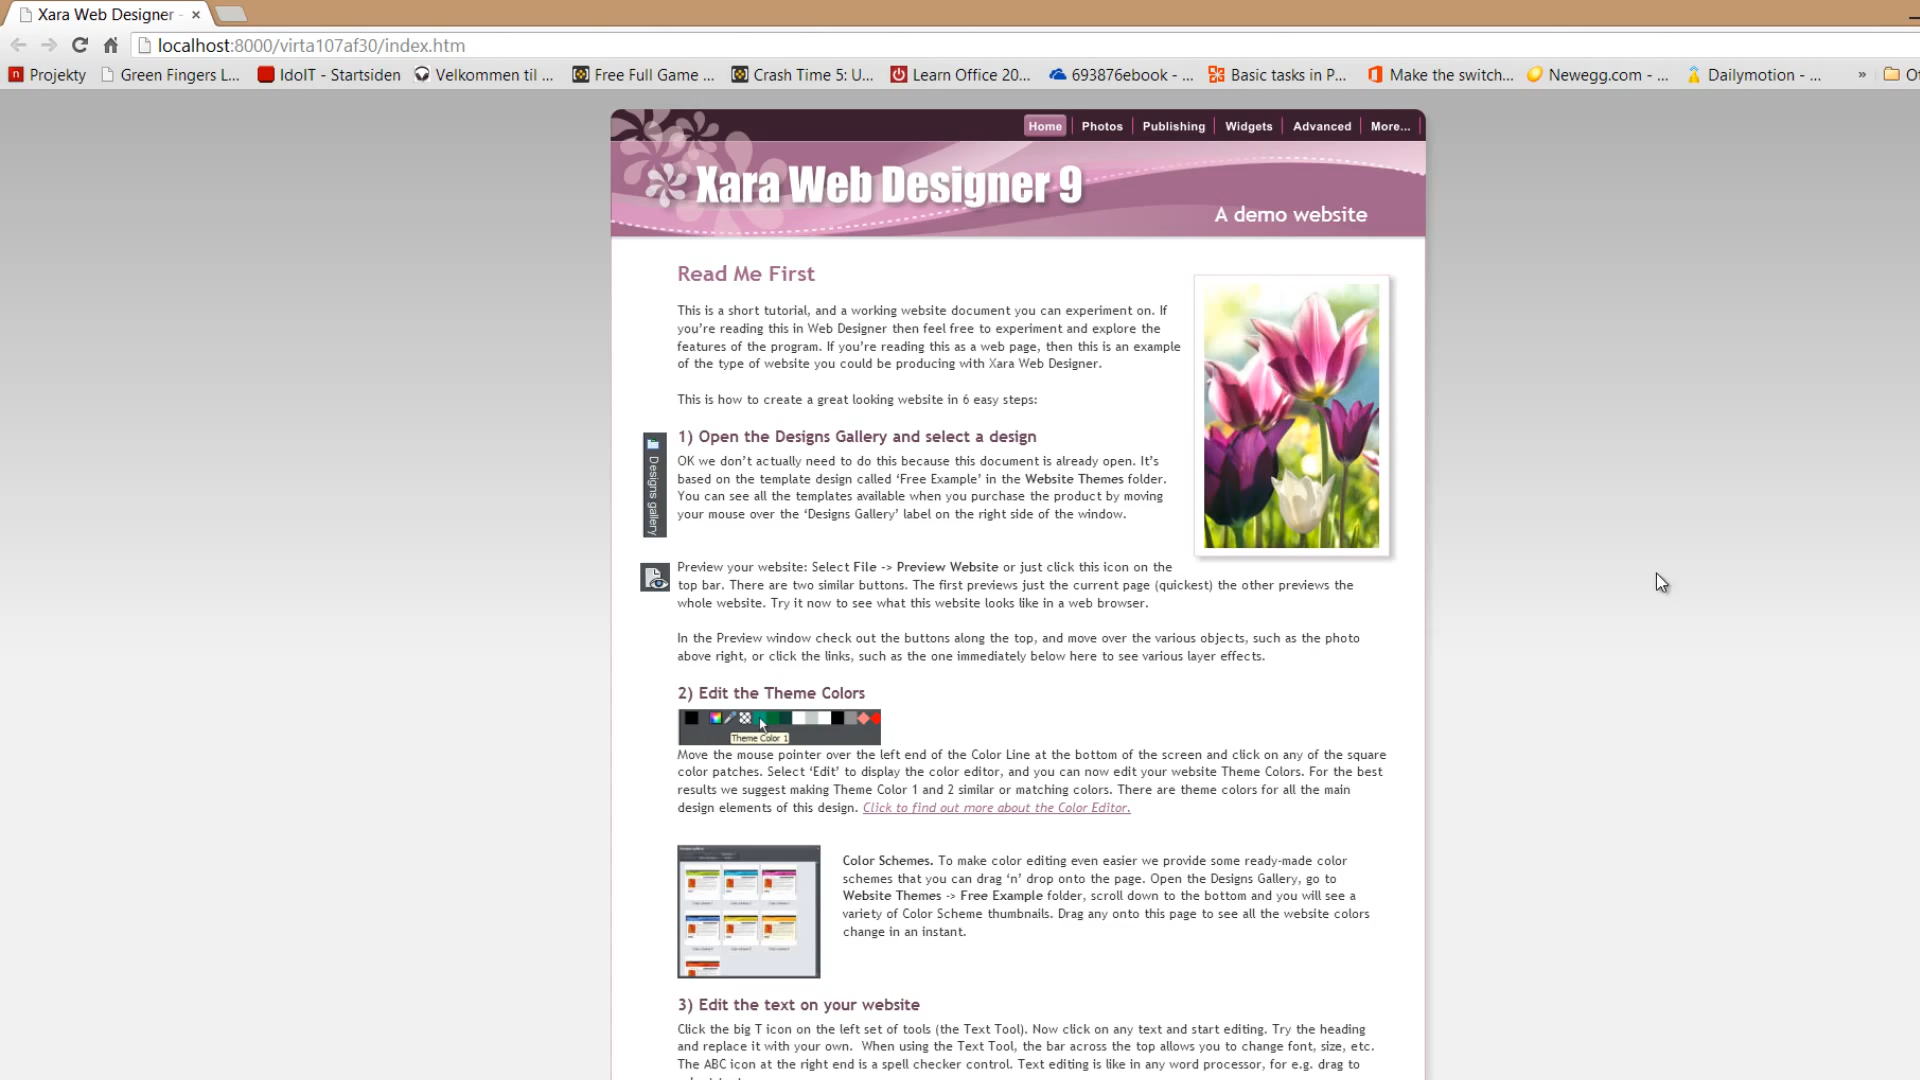 Xara Web Designer -
localhost:8000/virta107af30/index.htm
Projekty Green Fingers L... IdoIT - Startsiden Velkommen til ... Free Full Game ... Crash Time 5: U... Learn Office 20... 693876ebook - ... Basic tasks in P... Make the switch... Newegg.com - ... Dailymotion - ... » Ot
Home Photos Publishing Widgets Advanced More...
Xara Web Designer 9
A demo website
Read Me First
This is a short tutorial, and a working website document you can experiment on. If
you’re reading this in Web Designer then feel free to experiment and explore the
features of the program. If you’re reading this as a web page, then this is an example
of the type of website you could be producing with Xara Web Designer.
This is how to create a great looking website in 6 easy steps:
1) Open the Designs Gallery and select a design
Designs gallery
OK we don’t actually need to do this because this document is already open. It’s
based on the template design called ‘Free Example’ in the Website Themes folder.
You can see all the templates available when you purchase the product by moving
your mouse over the ‘Designs Gallery’ label on the right side of the window.
Preview your website: Select File -> Preview Website or just click this icon on the
top bar. There are two similar buttons. The first previews just the current page (quickest) the other previews the
whole website. Try it now to see what this website looks like in a web browser.
In the Preview window check out the buttons along the top, and move over the various objects, such as the photo
above right, or click the links, such as the one immediately below here to see various layer effects.
2) Edit the Theme Colors
Theme Color 1
Move the mouse pointer over the left end of the Color Line at the bottom of the screen and click on any of the square
color patches. Select ‘Edit’ to display the color editor, and you can now edit your website Theme Colors. For the best
results we suggest making Theme Color 1 and 2 similar or matching colors. There are theme colors for all the main
design elements of this design. Click to find out more about the Color Editor.
Color Schemes. To make color editing even easier we provide some ready-made color
schemes that you can drag ‘n’ drop onto the page. Open the Designs Gallery, go to
Website Themes -> Free Example folder, scroll down to the bottom and you will see a
variety of Color Scheme thumbnails. Drag any onto this page to see all the website colors
change in an instant.
3) Edit the text on your website
Click the big T icon on the left set of tools (the Text Tool). Now click on any text and start editing. Try the heading
and replace it with your own. When using the Text Tool, the bar across the top allows you to change font, size, etc.
The ABC icon at the right end is a spell checker control. Text editing is like in any word processor, for e.g. drag to